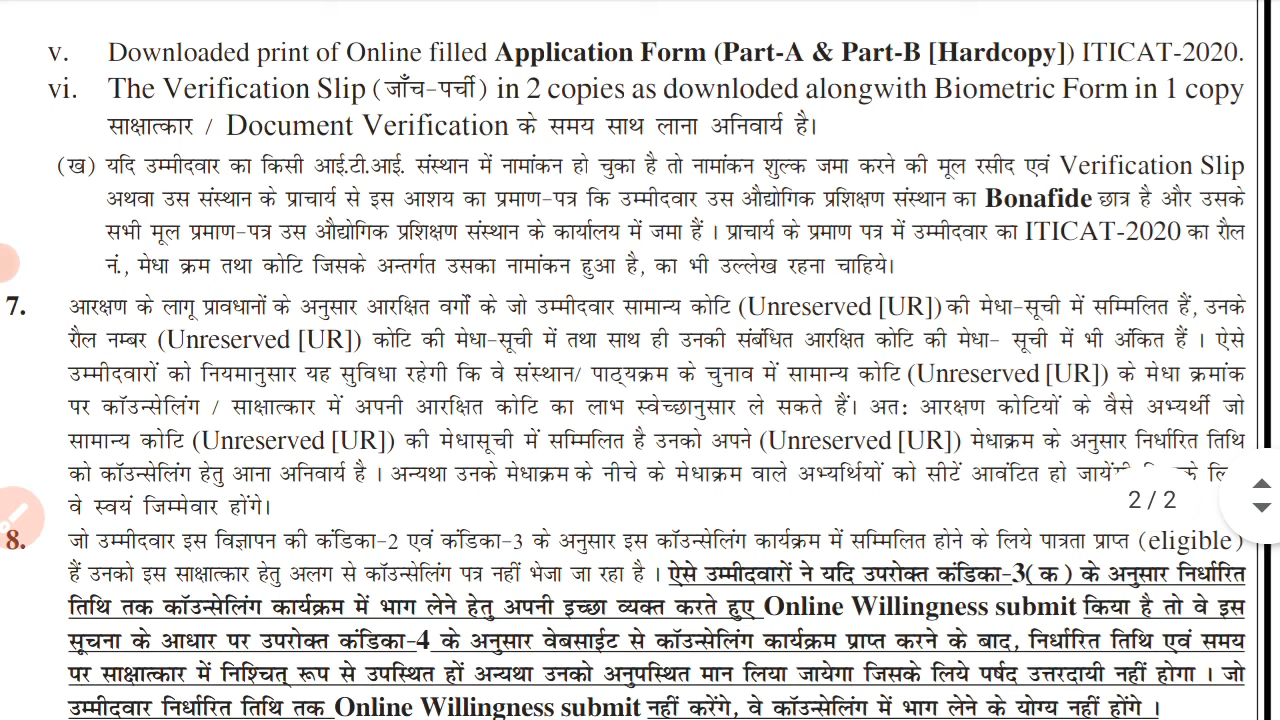 v. Downloaded print of Online filled Application Form (Part-A & Part-B [Hardcopy]) ITICAT-2020.
vi. The Verification Slip (जाँच-पर्ची) in 2 copies as downloded alongwith Biometric Form in 1 copy
साक्षात्कार / Document Verification के समय साथ लाना अनिवार्य है।
(ख) यदि उम्मीदवार का किसी आई.टी.आई. संस्थान में नामांकन हो चुका है तो नामांकन शुल्क जमा करने की मूल रसीद एवं Verification Slip
अथवा उस संस्थान के प्राचार्य से इस आशय का प्रमाण-पत्र कि उम्मीदवार उस औद्योगिक प्रशिक्षण संस्थान का Bonafide छात्र है और उसके
सभी मूल प्रमाण-पत्र उस औद्योगिक प्रशिक्षण संस्थान के कार्यालय में जमा हैं । प्राचार्य के प्रमाण पत्र में उम्मीदवार का ITICAT-2020 का रौल
नं., मेधा क्रम तथा कोटि जिसके अन्तर्गत उसका नामांकन हुआ है, का भी उल्लेख रहना चाहिये।
7. आरक्षण के लागू प्रावधानों के अनुसार आरक्षित वर्गों के जो उम्मीदवार सामान्य कोटि (Unreserved [UR]) की मेधा-सूची में सम्मिलित हैं, उनके
रौल नम्बर (Unreserved [UR]) कोटि की मेधा-सूची में तथा साथ ही उनकी संबंधित आरक्षित कोटि की मेधा- सूची में भी अंकित हैं । ऐसे
उम्मीदवारों को नियमानुसार यह सुविधा रहेगी कि वे संस्थान/ पाठ्यक्रम के चुनाव में सामान्य कोटि (Unreserved [UR]) के मेधा क्रमांक
पर कॉउन्सेलिंग / साक्षात्कार में अपनी आरक्षित कोटि का लाभ स्वेच्छानुसार ले सकते हैं। अतः आरक्षण कोटियों के वैसे अभ्यर्थी जो
सामान्य कोटि (Unreserved [UR]) की मेधासूची में सम्मिलित है उनको अपने (Unreserved [UR]) मेधाक्रम के अनुसार निर्धारित तिथि
को कॉउन्सेलिंग हेतु आना अनिवार्य है । अन्यथा उनके मेधाक्रम के नीचे के मेधाक्रम वाले अभ्यर्थियों को सीटें आवंटित हो
वे स्वयं जिम्मेवार होंगे।
2 / 2
8. जो उम्मीदवार इस विज्ञापन की कंडिका-2 एवं कंडिका-3 के अनुसार इस कॉउन्सेलिंग कार्यक्रम में सम्मिलित होने के लिये पात्रता प्राप्त (eligible)
हैं उनको इस साक्षात्कार हेतु अलग से कॉउन्सेलिंग पत्र नहीं भेजा जा रहा है । ऐसे उम्मीदवारों ने यदि उपरोक्त कंडिका-3(क) के अनुसार निर्धारित
तिथि तक कॉउन्सेलिंग कार्यक्रम में भाग लेने हेतु अपनी इच्छा व्यक्त करते हुए Online Willingness submit किया है तो वे इस
सूचना के आधार पर उपरोक्त कंडिका-4 के अनुसार वेबसाईट से कॉउन्सेलिंग कार्यक्रम प्राप्त करने के बाद, निर्धारित तिथि एवं समय
पर साक्षात्कार में निश्चित् रूप से उपस्थित हों अन्यथा उनको अनुपस्थित मान लिया जायेगा जिसके लिये पर्षद उत्तरदायी नहीं होगा । जो
उम्मीदवार निर्धारित तिथि तक Online Willingness submit नहीं करेंगे, वे कॉउन्सेलिंग में भाग लेने के योग्य नहीं होंगे ।